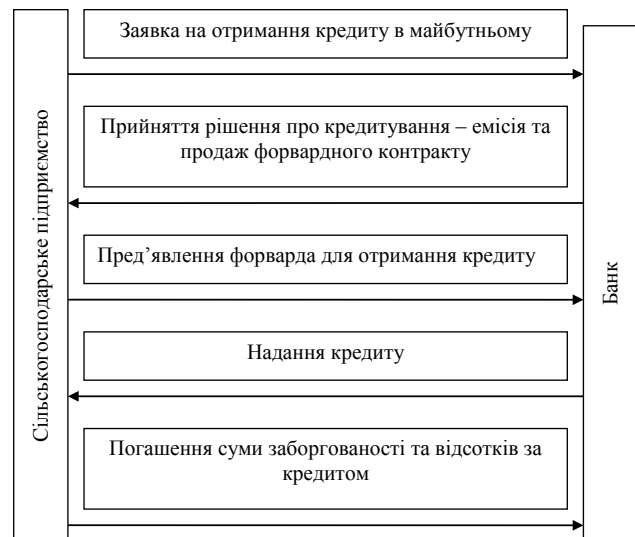 Заявка на отримання кредиту в майбутньому
Прийняття рішення про кредитування – емісія та
продаж форвардного контракту
Пред’явлення форварда для отримання кредиту
Надання кредиту
Погашення суми заборгованості та відсотків за
кредитом
Сільськогосподарське підприємство
Банк